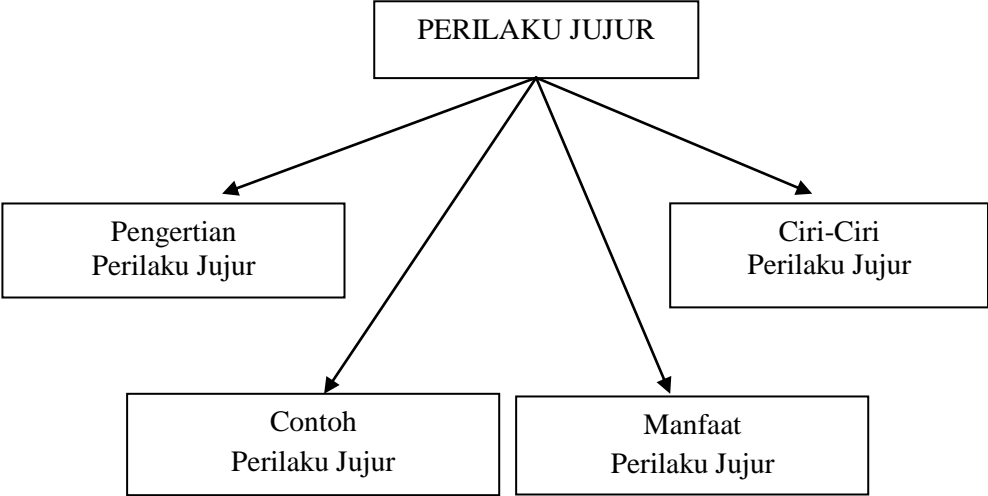 PERILAKU JUJUR
Pengertian
Perilaku Jujur
Ciri-Ciri
Perilaku Jujur
Contoh
Perilaku Jujur
Manfaat
Perilaku Jujur